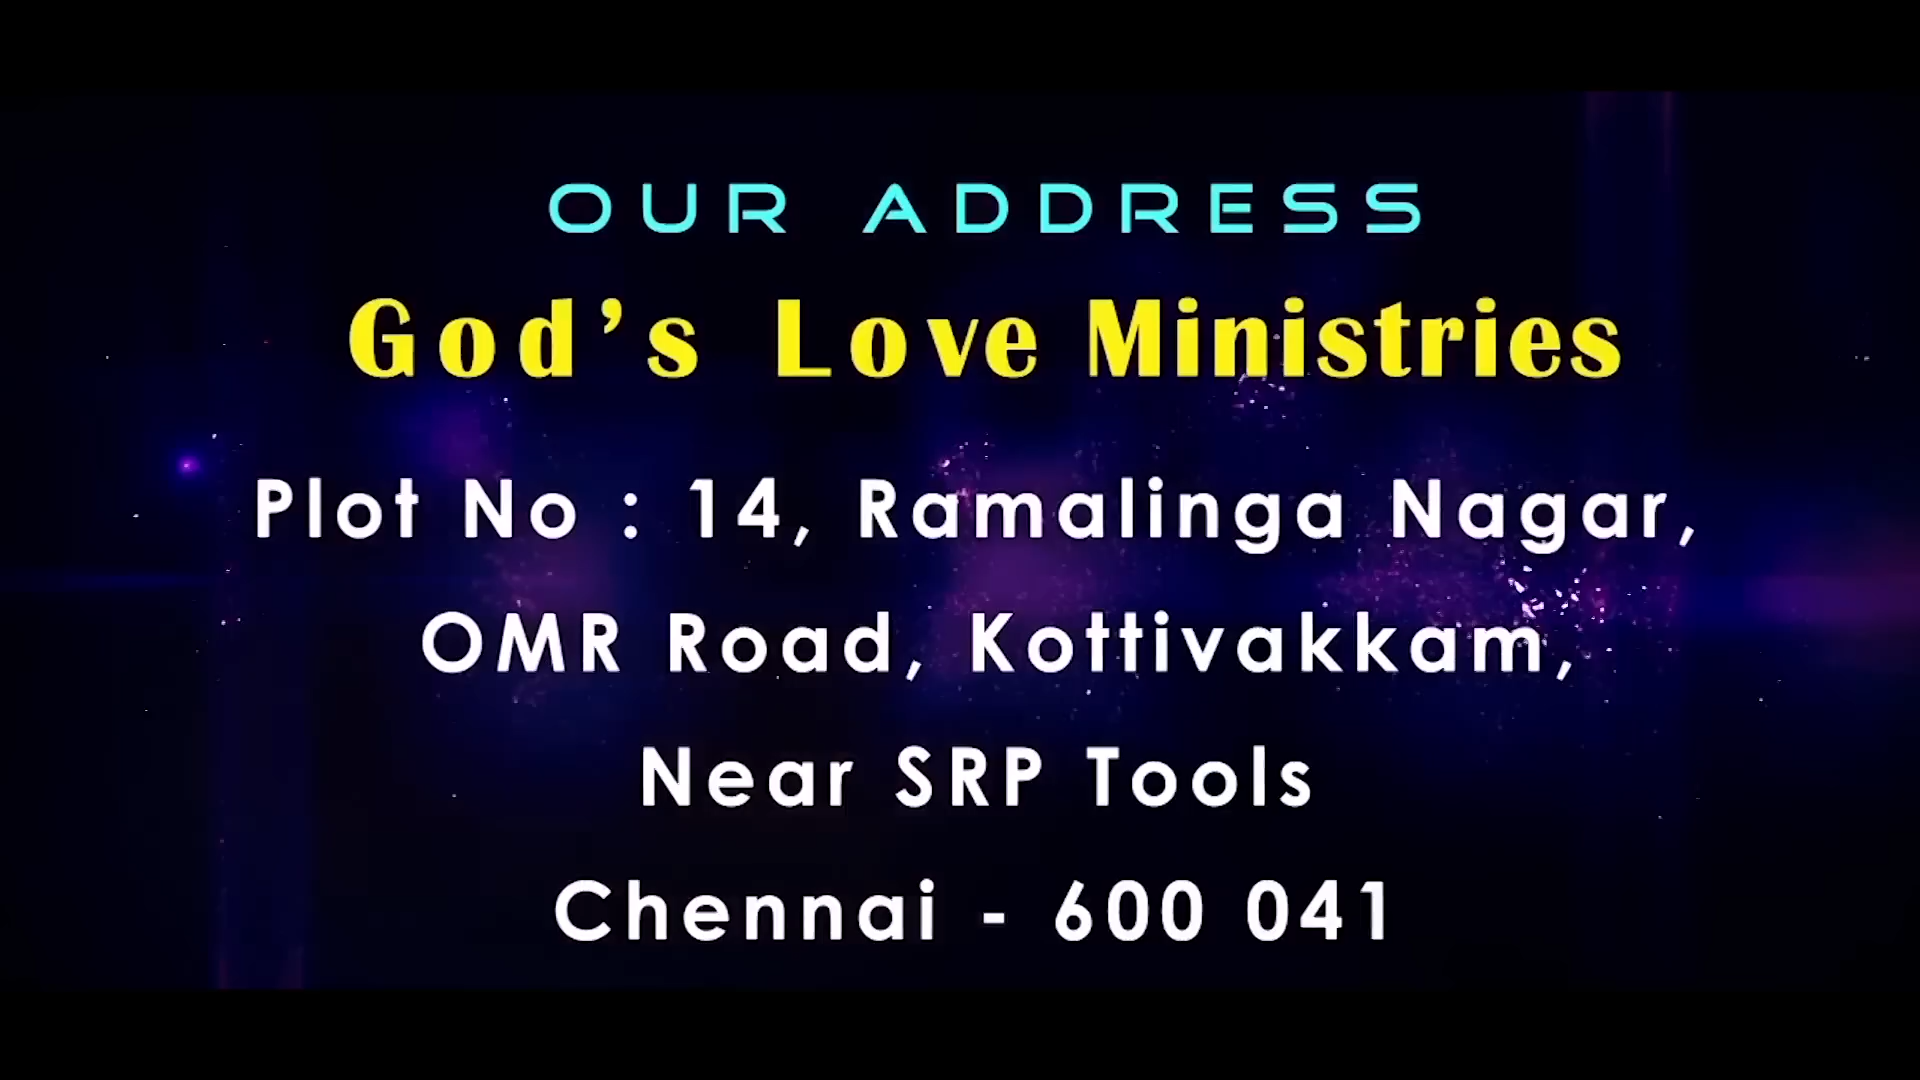 OUR ADDRESS
God's Love Ministries
Plot No : 14, Ramalinga Nagar,
OMR Road, Kottivakkam,
Near SRP Tools
Chennai - 600 041